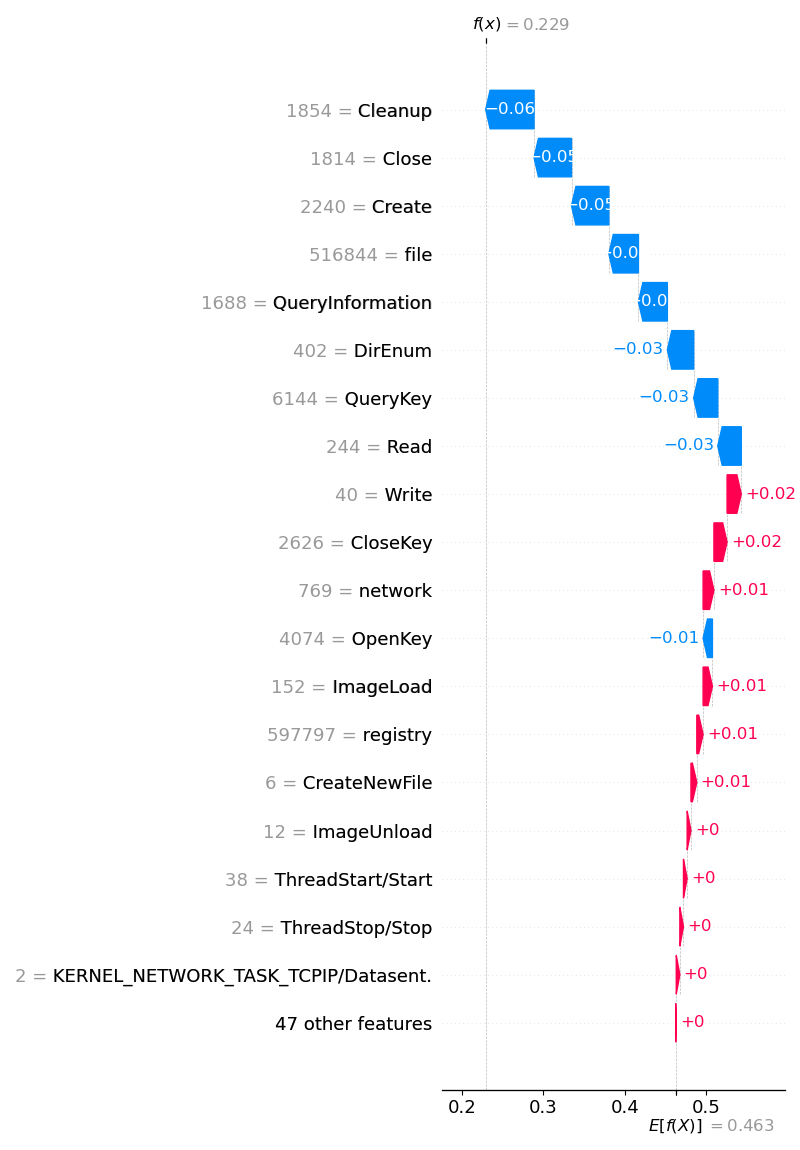 f(x) = 0.229
1854 = Cleanup
−0.06
1814 = Close
−0.05
2240 = Create
−0.05
516844 = file
−0.0
1688 = QueryInformation
−0.0
402 = DirEnum
−0.03
6144 = QueryKey
−0.03
244 = Read
−0.03
40 = Write
+0.02
2626 = CloseKey
+0.02
769 = network
+0.01
4074 = OpenKey
−0.01
152 = ImageLoad
+0.01
597797 = registry
+0.01
6 = CreateNewFile
+0.01
12 = ImageUnload
+0
38 = ThreadStart/Start
+0
24 = ThreadStop/Stop
+0
2 = KERNEL_NETWORK_TASK_TCPIP/Datasent.
+0
47 other features
+0
0.2 0.3 0.4 0.5
E[f(X)] = 0.463